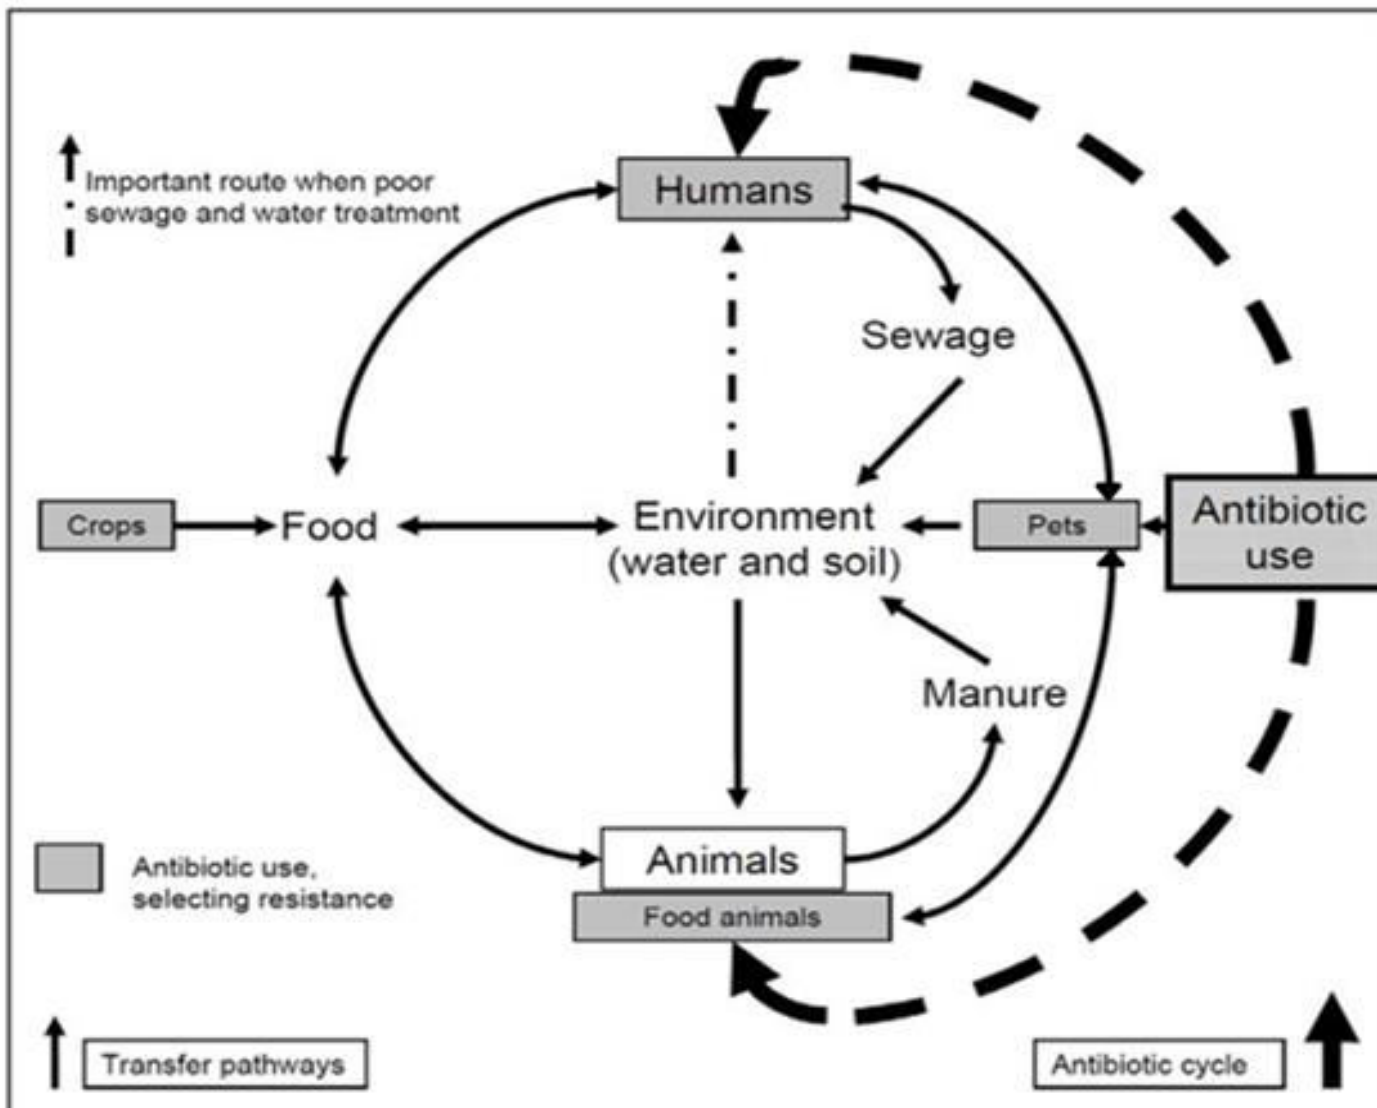 Important route when poor
sewage and water treatment
Humans
Sewage
Crops
Food
Environment
(water and soil)
Pets
Antibiotic
use
Manure
Animals
Food animals
Antibiotic use,
selecting resistance
Transfer pathways
Antibiotic cycle